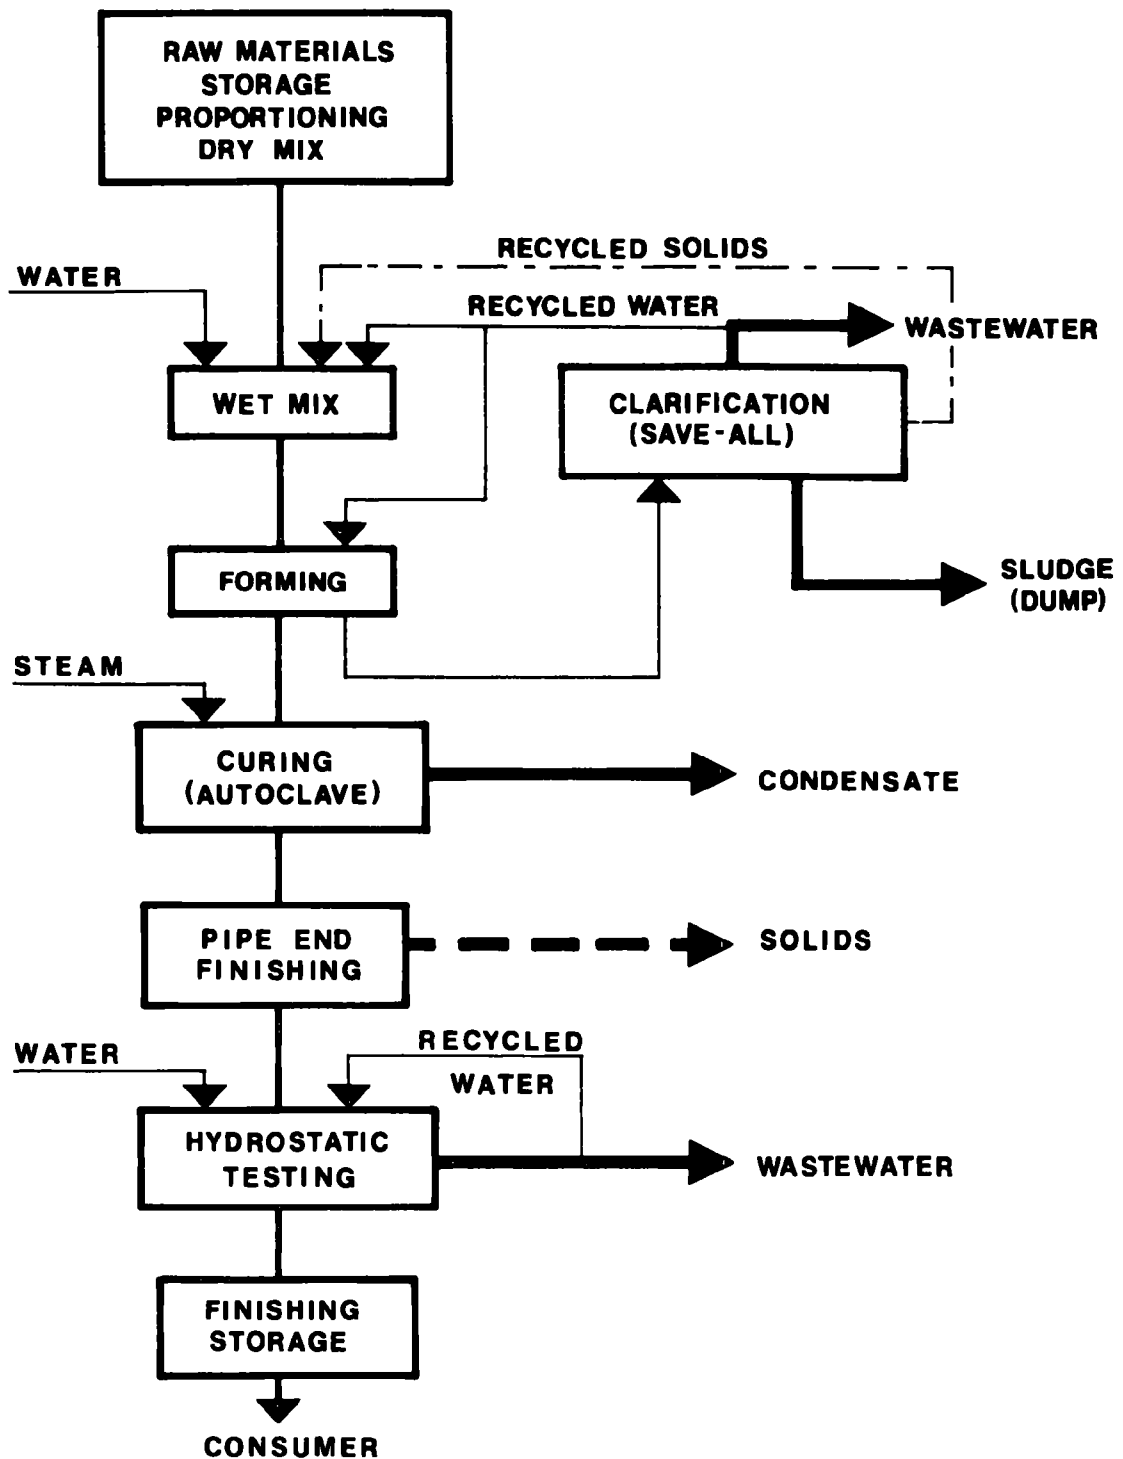 RAW MATERIALS
STORAGE
PROPORTIONING
DRY MIX
RECYCLED SOLIDS
WATER
RECYCLED WATER
WASTEWATER
WET MIX
CLARIFICATION
(SAVE-ALL)
FORMING
SLUDGE
(DUMP)
STEAM
CURING
(AUTOCLAVE)
CONDENSATE
PIPE END
FINISHING
SOLIDS
WATER
RECYCLED
WATER
HYDROSTATIC
TESTING
WASTEWATER
FINISHING
STORAGE
CONSUMER